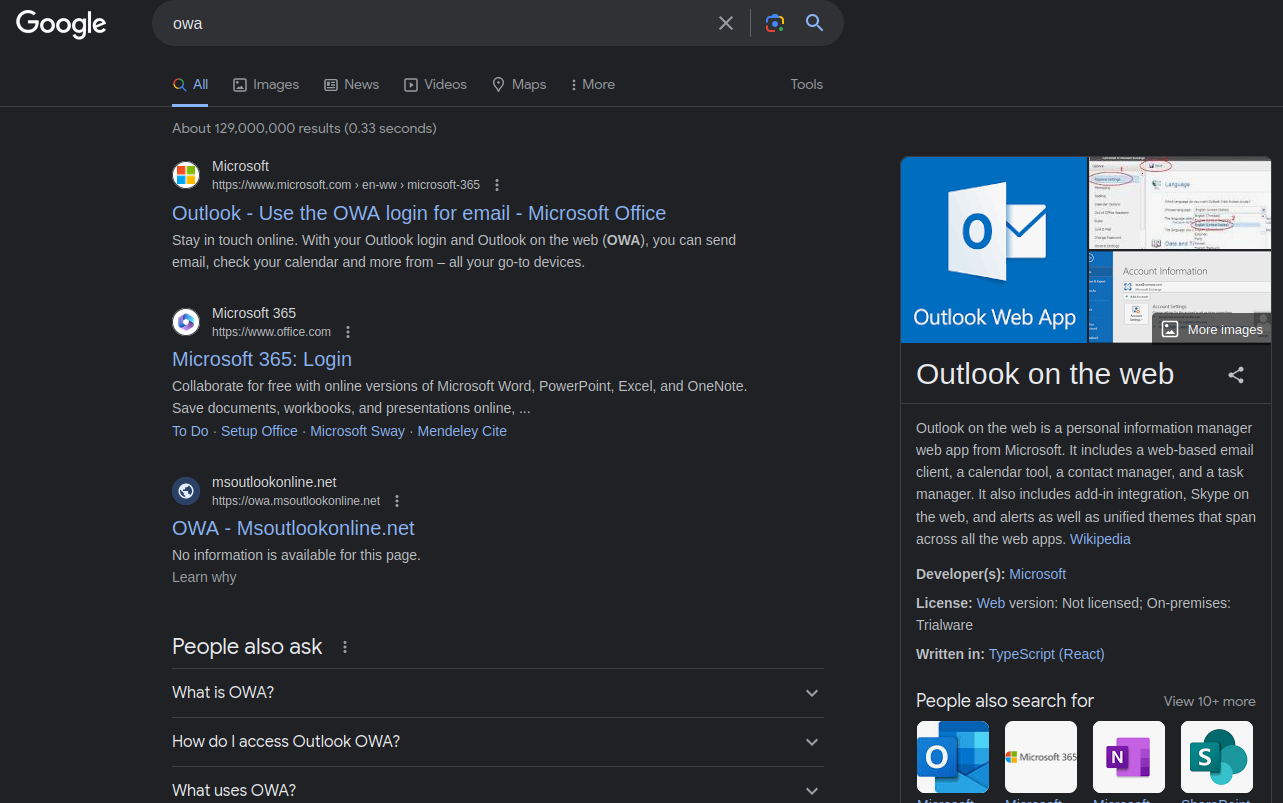 Google
owa
All
Images
News
Videos
Maps
More
Tools
About 129,000,000 results (0.33 seconds)
Microsoft
https://www.microsoft.com › en-ww › microsoft-365
Outlook - Use the OWA login for email - Microsoft Office
Stay in touch online. With your Outlook login and Outlook on the web (OWA), you can send
email, check your calendar and more from – all your go-to devices.
Microsoft 365
https://www.office.com
Microsoft 365: Login
Collaborate for free with online versions of Microsoft Word, PowerPoint, Excel, and OneNote.
Save documents, workbooks, and presentations online, ...
To Do · Setup Office · Microsoft Sway · Mendeley Cite
msoutlookonline.net
https://owa.msoutlookonline.net
OWA - Msoutlookonline.net
No information is available for this page.
Learn why
People also ask
What is OWA?
How do I access Outlook OWA?
What uses OWA?
Outlook Web App
Language
Account Information
Account Settings
More images
Outlook on the web
Outlook on the web is a personal information manager
web app from Microsoft. It includes a web-based email
client, a calendar tool, a contact manager, and a task
manager. It also includes add-in integration, Skype on
the web, and alerts as well as unified themes that span
across all the web apps. Wikipedia
Developer(s): Microsoft
License: Web version: Not licensed; On-premises:
Trialware
Written in: TypeScript (React)
People also search for
View 10+ more
Microsoft 365
Microsoft
Microsoft
Microsoft
SharePoint